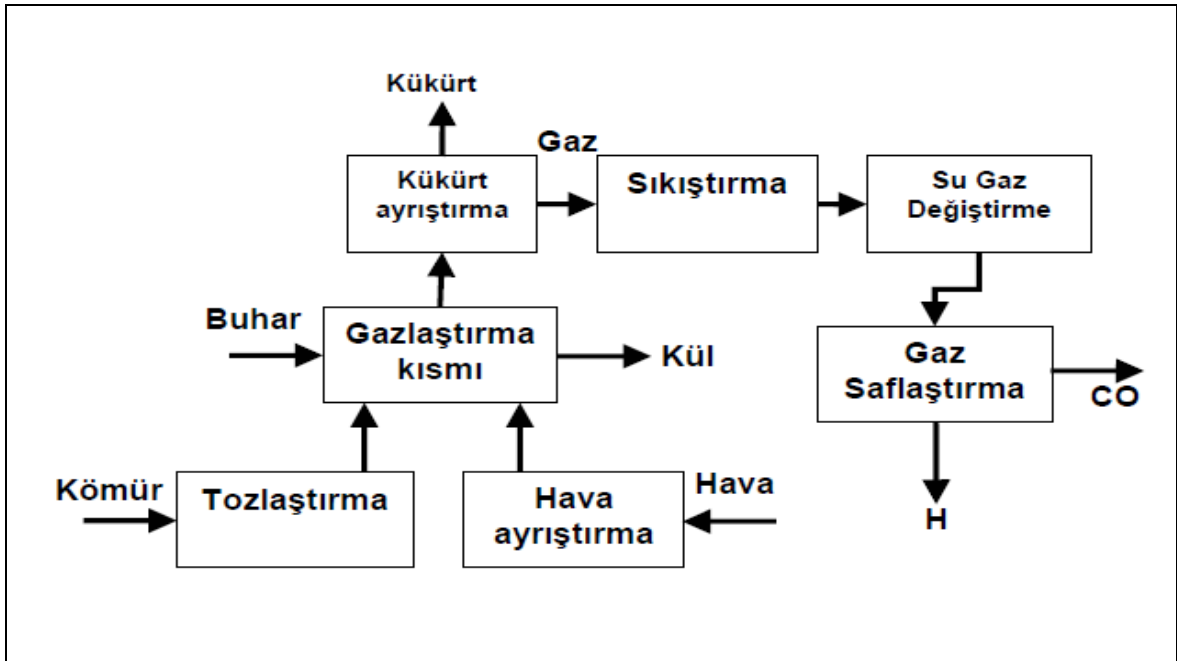 Kükürt
Gaz
Kükürt
ayrıştırma
Sıkıştırma
Su Gaz
Değiştirme
Buhar
Gazlaştırma
kısmı
Kül
Gaz
Saflaştırma
CO
Kömür
Tozlaştırma
Hava
ayrıştırma
Hava
H